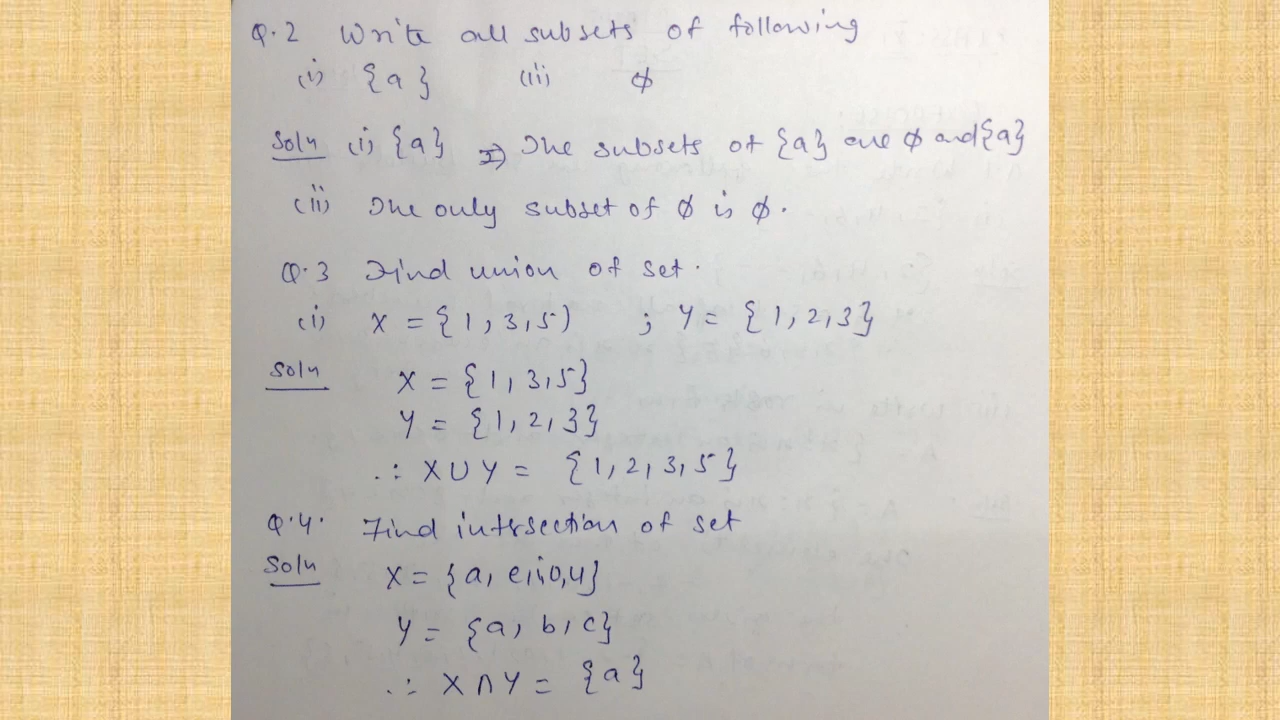 Q.2 Write all subsets of following
(i) {a} (ii) ϕ
Soln (i) {a} ⇒ The subsets of {a} are ϕ and {a}
(ii) The only subset of ϕ is ϕ.
Q.3 Find union of set.
(i) X = {1, 3, 5) ; Y = {1, 2, 3}
Soln X = {1, 3, 5}
Y = {1, 2, 3}
∴ X ∪ Y = {1, 2, 3, 5}
Q.4. Find intrsection of set
Soln X = {a, e, i, o, u}
Y = {a, b, c}
∴ X ∩ Y = {a}